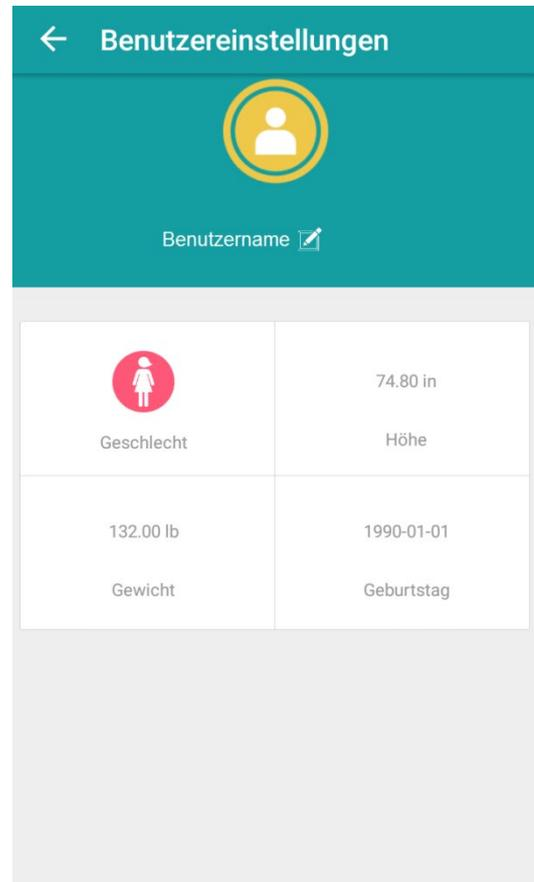 Benutzereinstellungen
Benutzername
74.80 in
Geschlecht
Höhe
132.00 lb
1990-01-01
Gewicht
Geburtstag